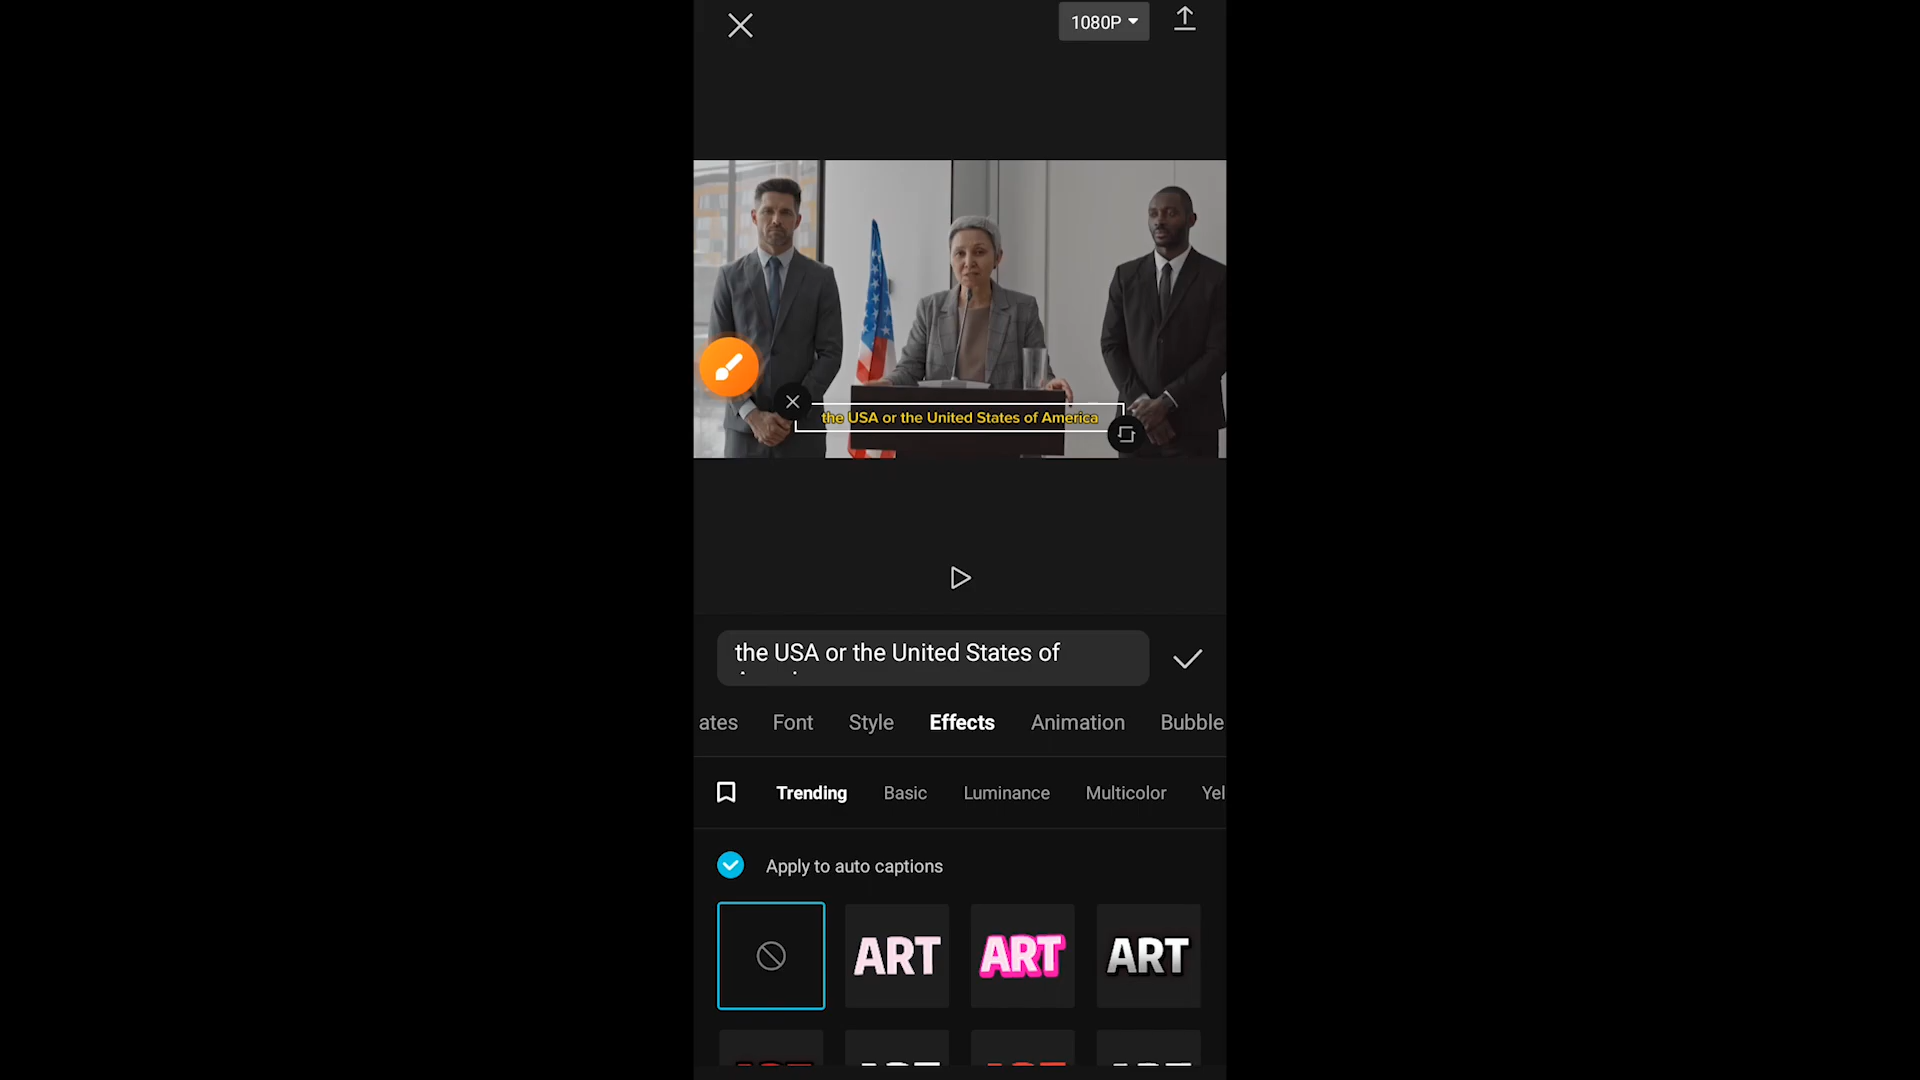 1080P
the USA or the United States of America
the USA or the United States of
ates Font Style Effects Animation Bubble
Trending Basic Luminance Multicolor Yel
Apply to auto captions
ART ART ART